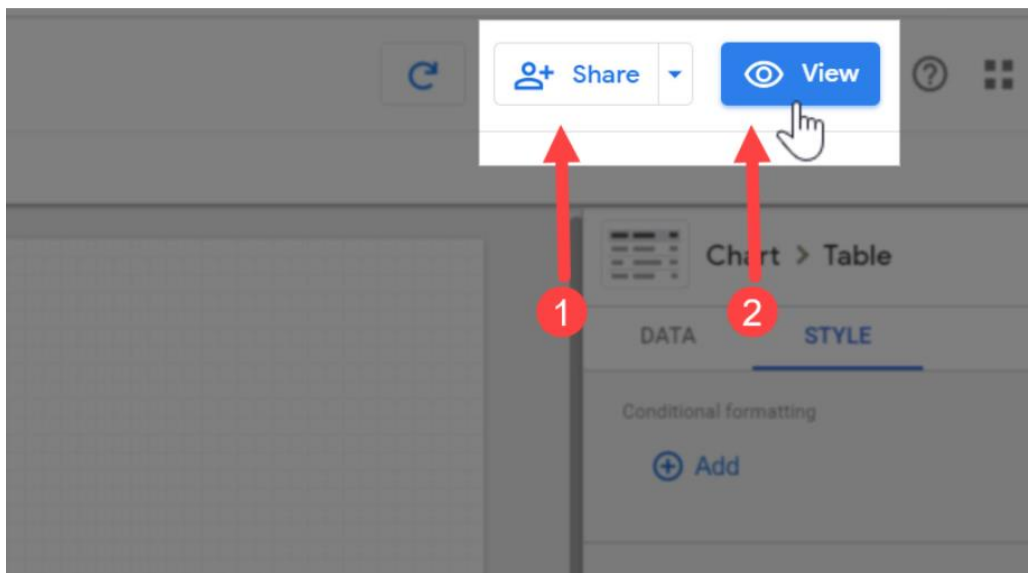 Share
View
Chart > Table
1
2
DATA
STYLE
Conditional formatting
Add